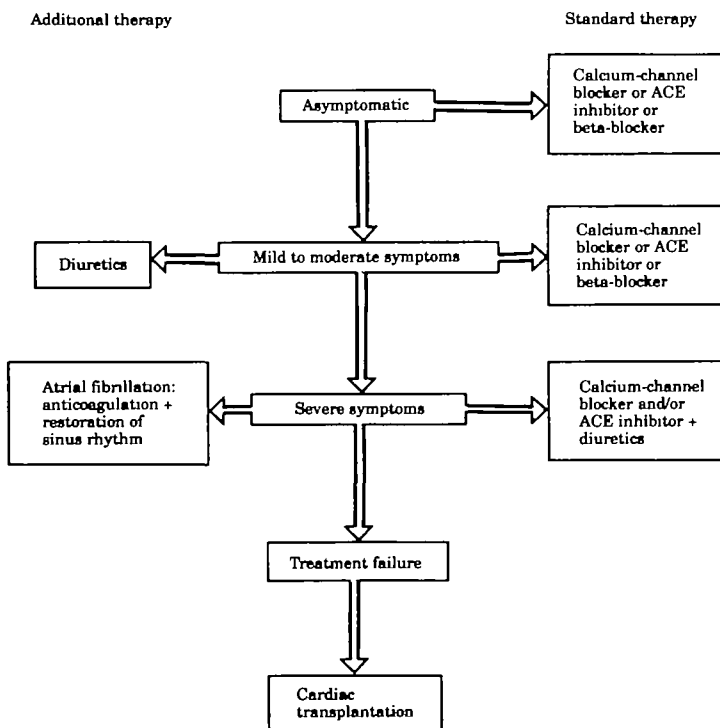 Additional therapy
Standard therapy
Asymptomatic
Calcium-channel
blocker or ACE
inhibitor or
beta-blocker
Diuretics
Mild to moderate symptoms
Calcium-channel
blocker or ACE
inhibitor or
beta-blocker
Atrial fibrillation:
anticoagulation +
restoration of
sinus rhythm
Severe symptoms
Calcium-channel
blocker and/or
ACE inhibitor +
diuretics
Treatment failure
Cardiac
transplantation